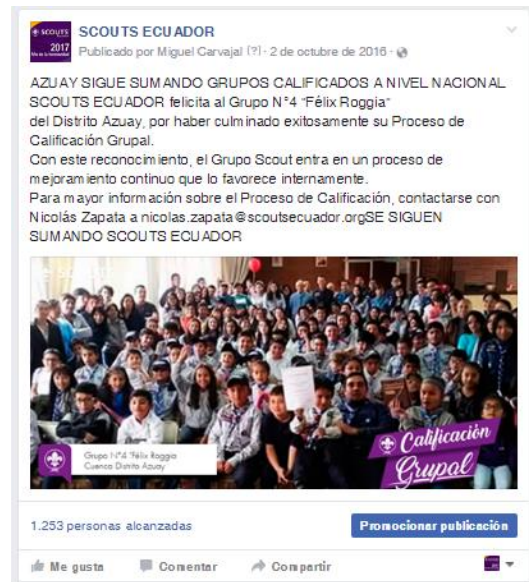 SCOUTS ECUADOR
Publicado por Miguel Carvajal [?] · 2 de octubre de 2016 ·
AZUAY SIGUE SUMANDO GRUPOS CALIFICADOS A NIVEL NACIONAL
SCOUTS ECUADOR felicita al Grupo N°4 "Félix Roggia"
del Distrito Azuay, por haber culminado exitosamente su Proceso de
Calificación Grupal.
Con este reconocimiento, el Grupo Scout entra en un proceso de
mejoramiento continuo que lo favorece internamente.
Para mayor información sobre el Proceso de Calificación, contactarse con
Nicolás Zapata a nicolas.zapata@scoutsecuador.orgSE SIGUEN
SUMANDO SCOUTS ECUADOR
SCOUTS
2017
Grupo N°4 "Félix Roggia
Cuenca Distrito Azuay
Calificación
Grupal
1.253 personas alcanzadas
Promocionar publicación
Me gusta Comentar Compartir